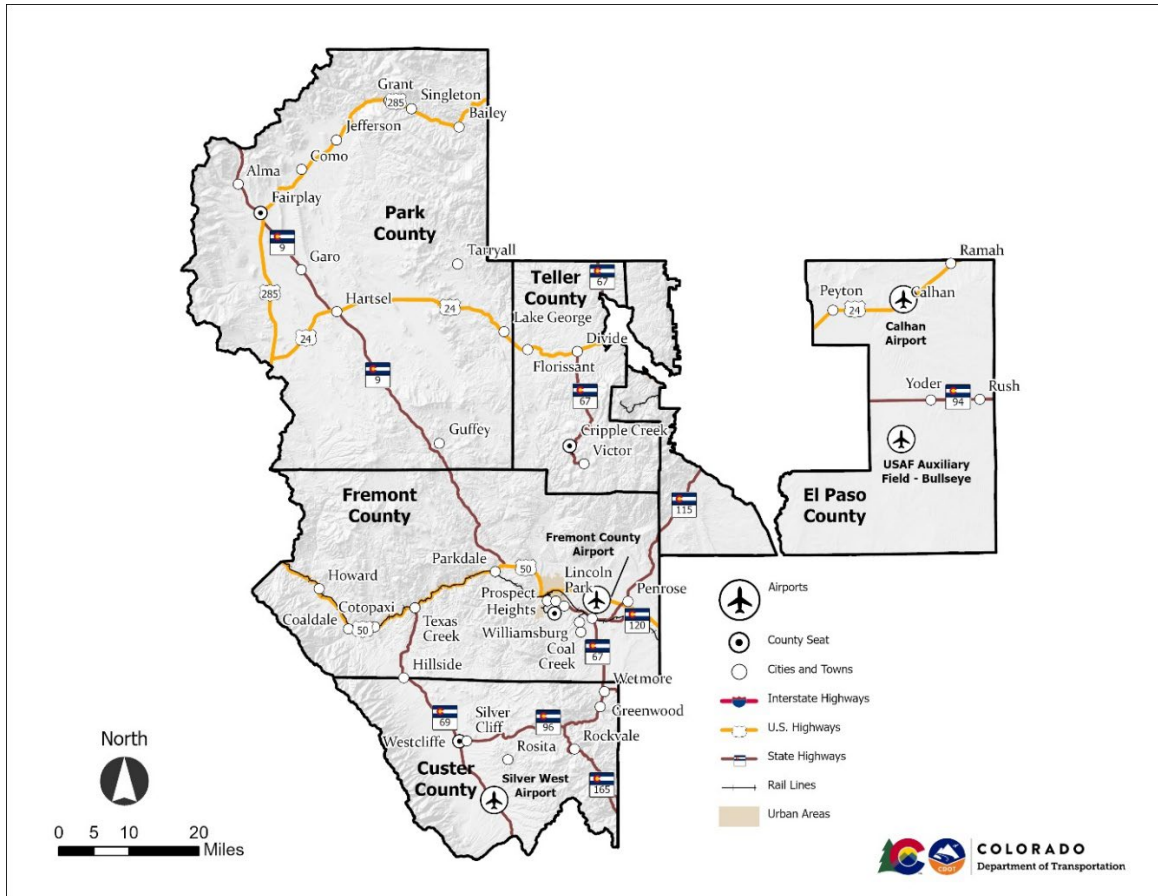 Grant
285
Singleton
Bailey
Jefferson
Como
Alma
Fairplay
Park
County
9
Garo
Tarryall
285
Hartsel
24
24
Teller
County
67
Lake George
Divide
Florissant
67
9
Guffey
Cripple Creek
Victor
Ramah
Peyton
24
Calhan
Calhan
Airport
Yoder
94
Rush
USAF Auxiliary
Field - Bullseye
El Paso
County
115
Fremont
County
Fremont County
Airport
Parkdale
50
Lincoln
Park
Penrose
Howard
Prospect
Heights
Cotopaxi
Coaldale
50
Texas
Creek
Williamsburg
120
Coal
Creek
67
Hillside
Wetmore
Greenwood
69
Silver
Cliff
96
Westcliffe
Rosita
Rockvale
Custer
County
Silver West
Airport
165
Airports
County Seat
Cities and Towns
Interstate Highways
U.S. Highways
State Highways
Rail Lines
Urban Areas
North
0 5 10 20
Miles
CDOT
COLORADO
Department of Transportation